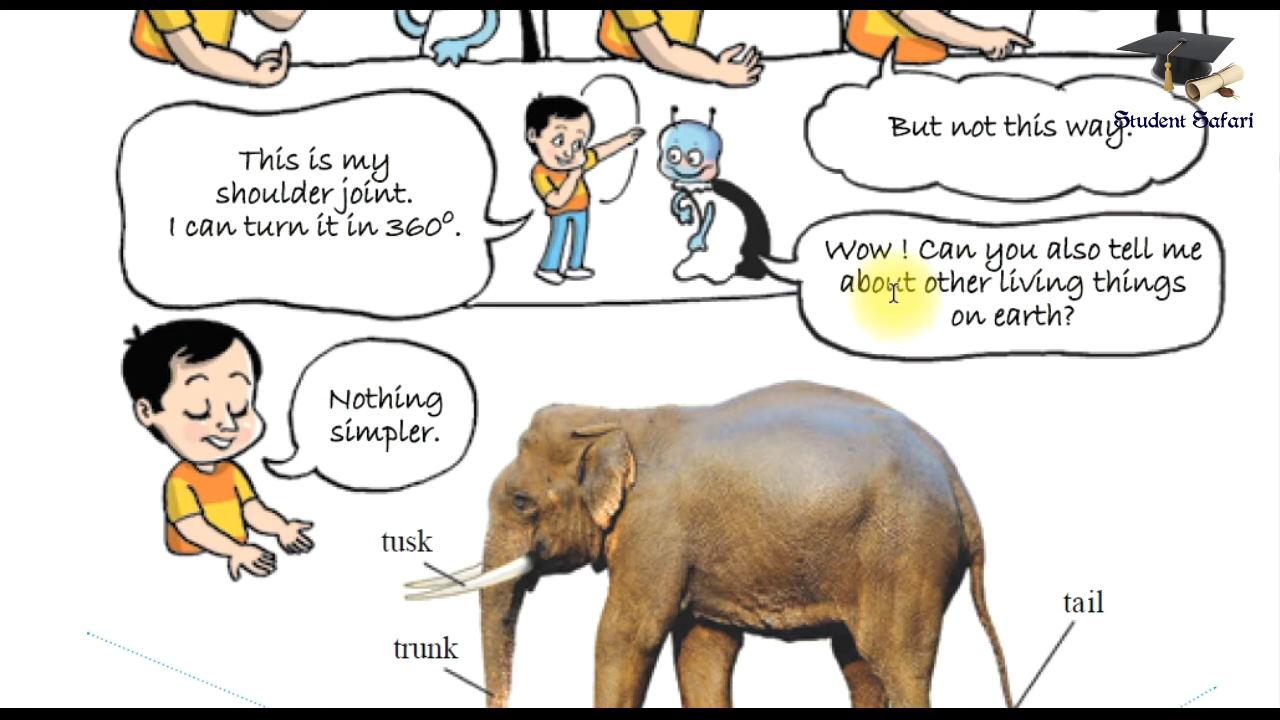 But not this way.
Student Safari
This is my
shoulder joint.
I can turn it in 360°.
Wow ! Can you also tell me
about other living things
on earth?
Nothing
simpler.
tusk
trunk
tail